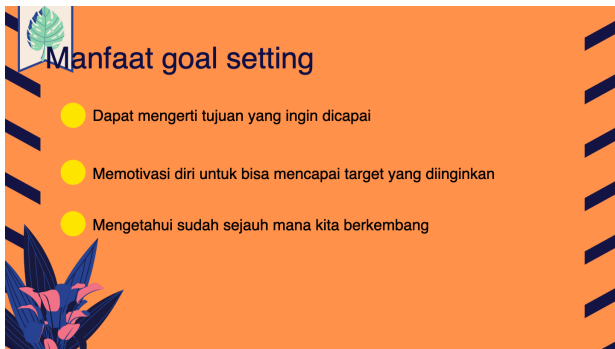 Manfaat goal setting
Dapat mengerti tujuan yang ingin dicapai
Memotivasi diri untuk bisa mencapai target yang diinginkan
Mengetahui sudah sejauh mana kita berkembang